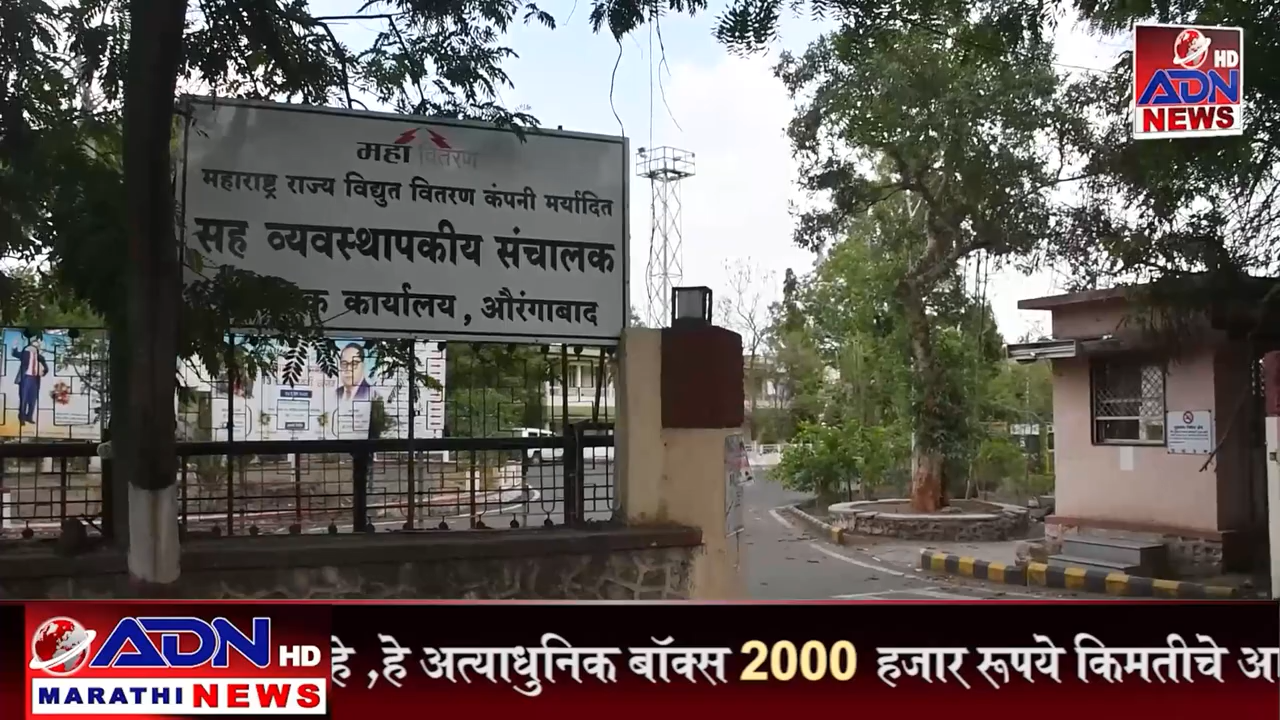 HD
ADN
NEWS
महा वितरण
महाराष्ट्र राज्य विद्युत वितरण कंपनी मर्यादित
सह व्यवस्थापकीय संचालक
कार्यालय, औरंगाबाद
ADN HD
MARATHI NEWS
हे ,हे अत्याधुनिक बॉक्स 2000 हजार रूपये किमतीचे